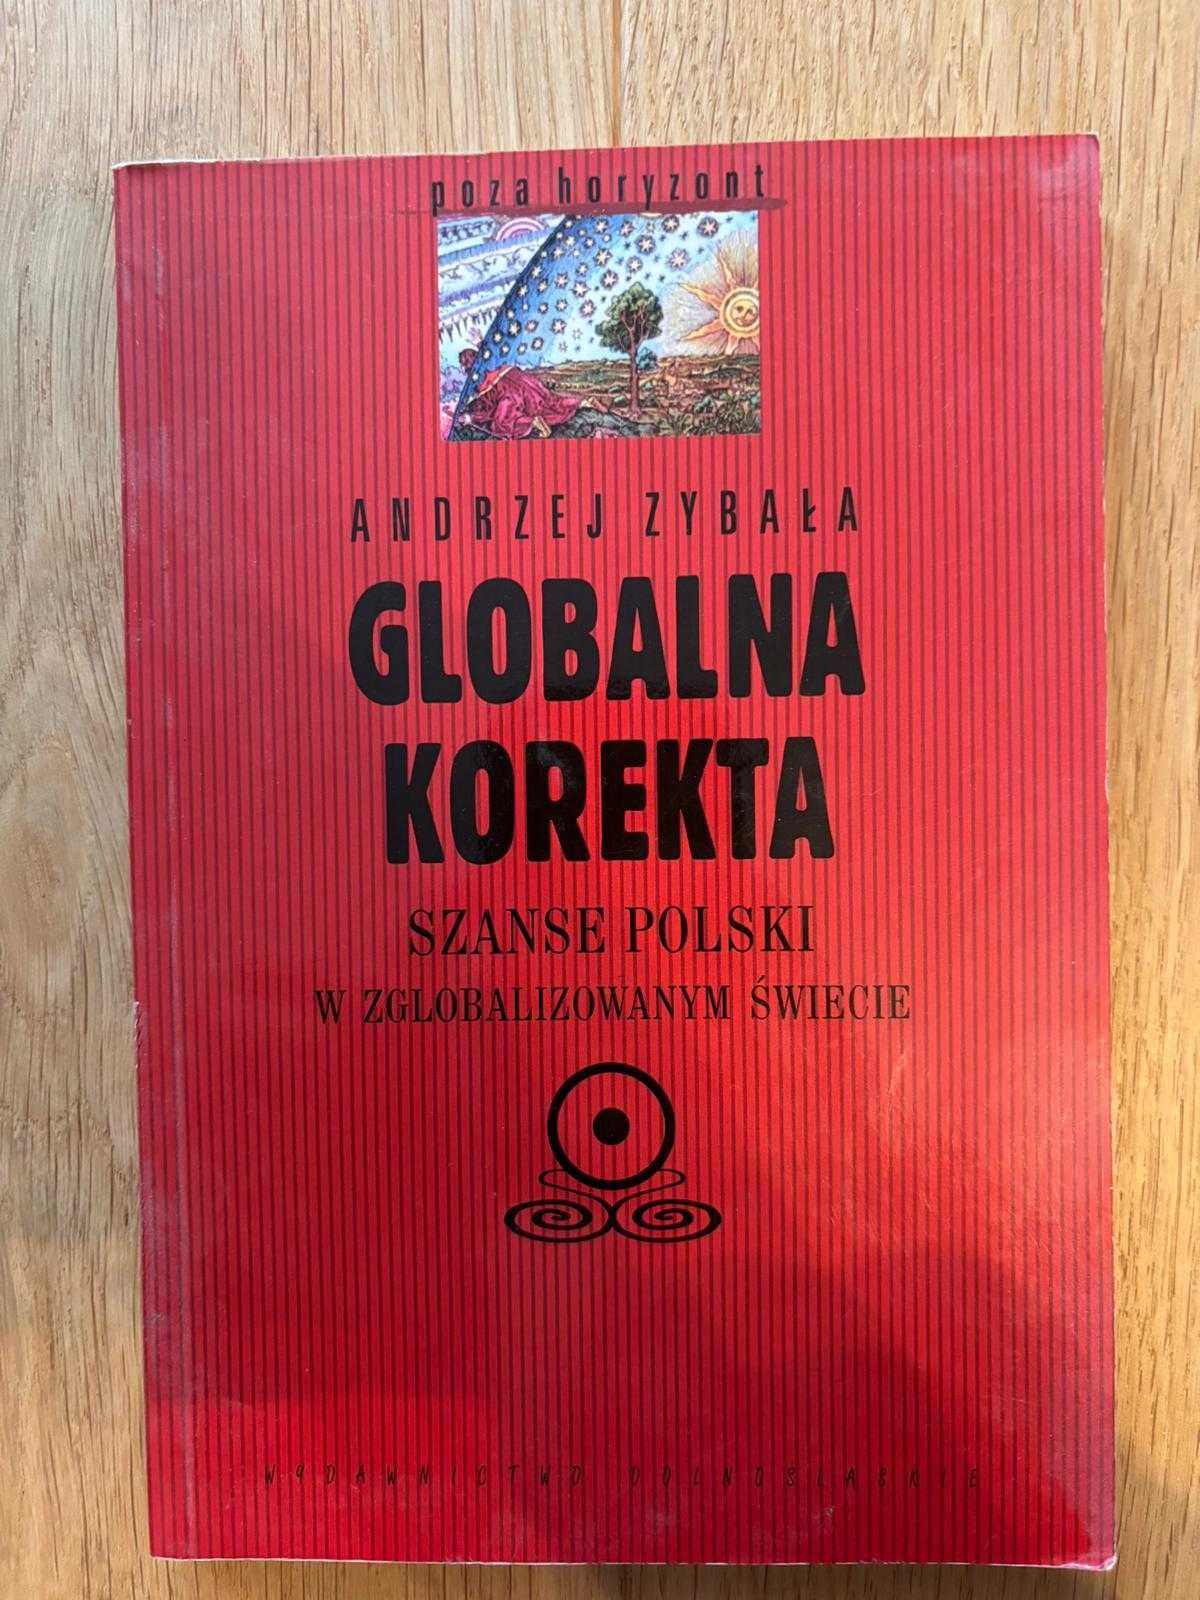 poza horyzont
ANDRZEJ ZYBAŁA
GLOBALNA
KOREKTA
SZANSE POLSKI
W ZGLOBALIZOWANYM ŚWIECIE
WYDAWNICTWO DOLNOŚLĄSKIE